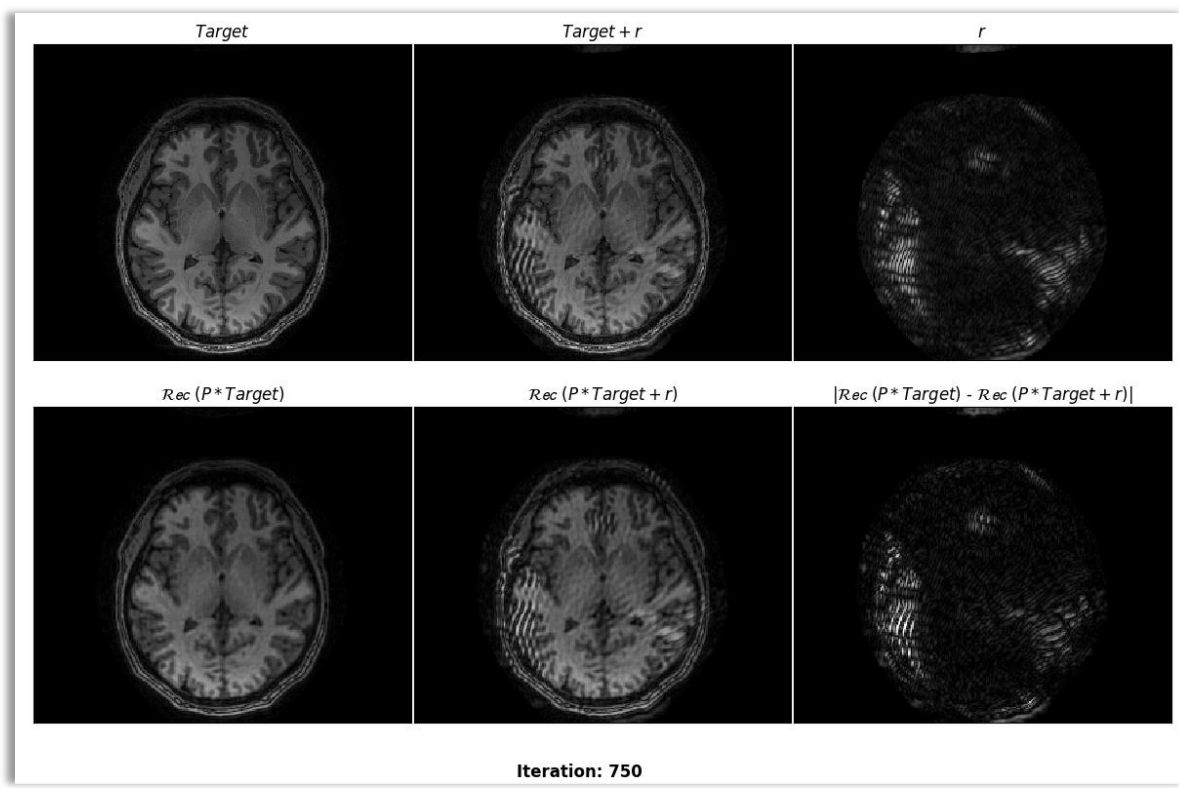 Target
Target + r
r
Rec (P * Target)
Rec (P * Target + r)
|Rec (P * Target) - Rec (P * Target + r)|
Iteration: 750